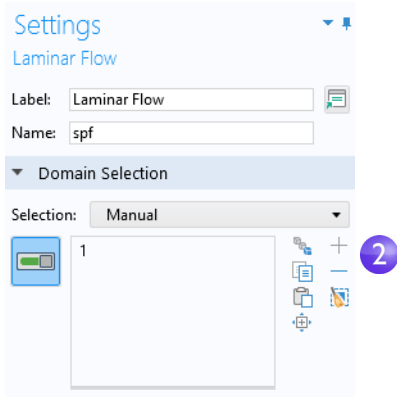 Settings
Laminar Flow
Label: Laminar Flow
Name: spf
Domain Selection
Selection: Manual
1
2